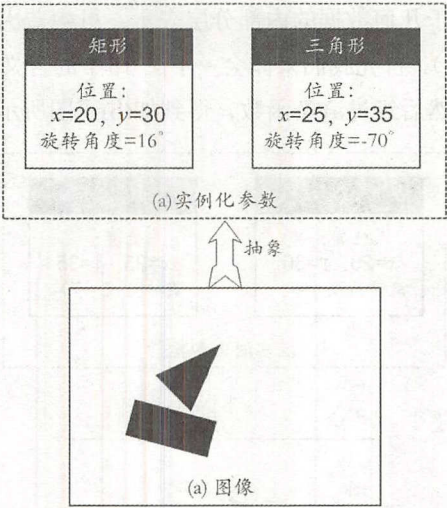 矩形
位置:
x=20, y=30
旋转角度=16°
三角形
位置:
x=25, y=35
旋转角度=-70°
(a)实例化参数
抽象
(a) 图像